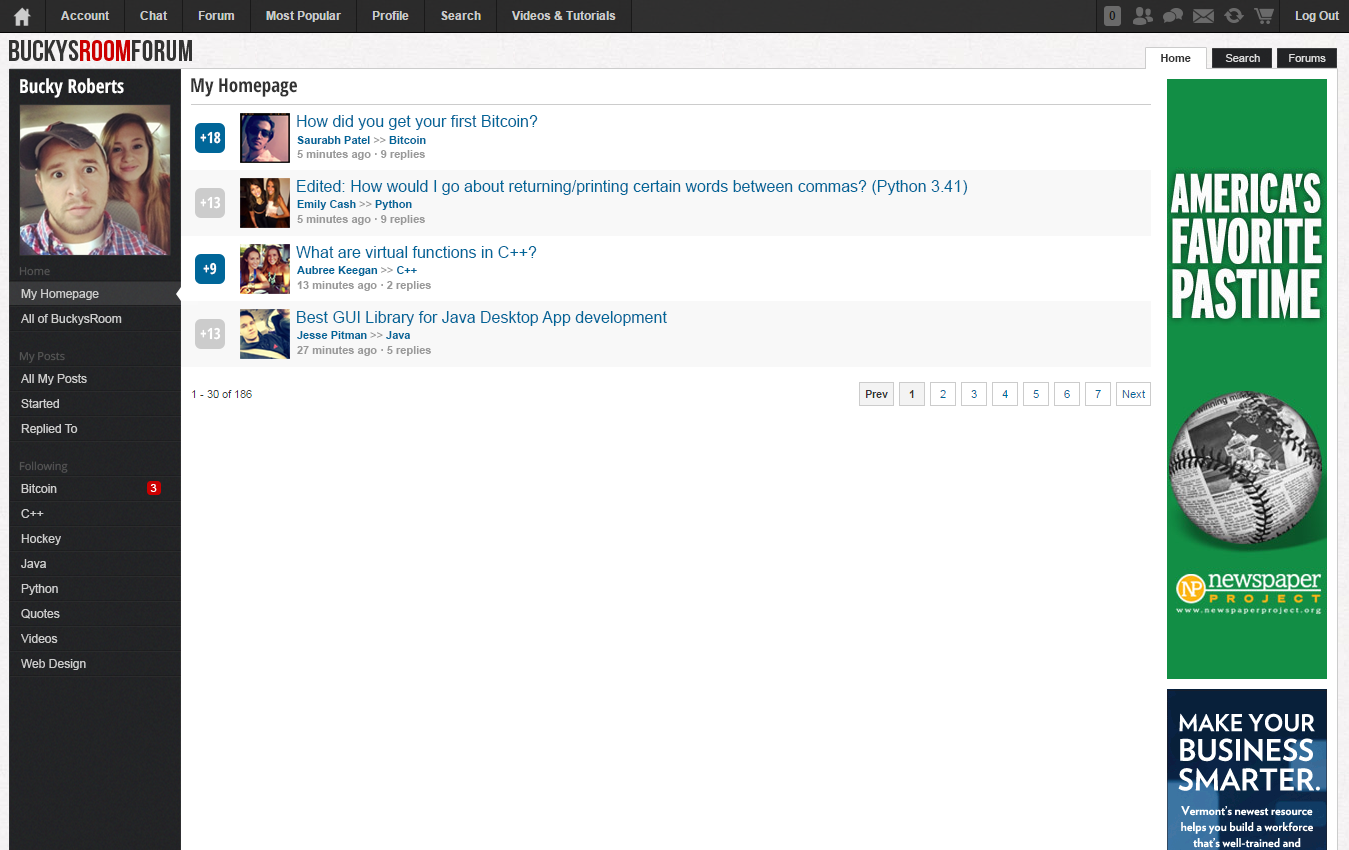 Account Chat Forum Most Popular Profile Search Videos & Tutorials 0 Log Out
BUCKYSROOMFORUM
Home Search Forums
Bucky Roberts
Home
My Homepage
All of BuckysRoom
My Posts
All My Posts
Started
Replied To
Following
Bitcoin 3
C++
Hockey
Java
Python
Quotes
Videos
Web Design
My Homepage
+18
How did you get your first Bitcoin?
Saurabh Patel >> Bitcoin
5 minutes ago · 9 replies
+13
Edited: How would I go about returning/printing certain words between commas? (Python 3.41)
Emily Cash >> Python
5 minutes ago · 9 replies
+9
What are virtual functions in C++?
Aubree Keegan >> C++
13 minutes ago · 2 replies
+13
Best GUI Library for Java Desktop App development
Jesse Pitman >> Java
27 minutes ago · 5 replies
1 - 30 of 186
Prev 1 2 3 4 5 6 7 Next
AMERICA'S
FAVORITE
PASTIME
NP newspaper
PROJECT
www.newspaperproject.org
MAKE YOUR
BUSINESS
SMARTER.
Vermont's newest resource
helps you build a workforce
that's well-trained and